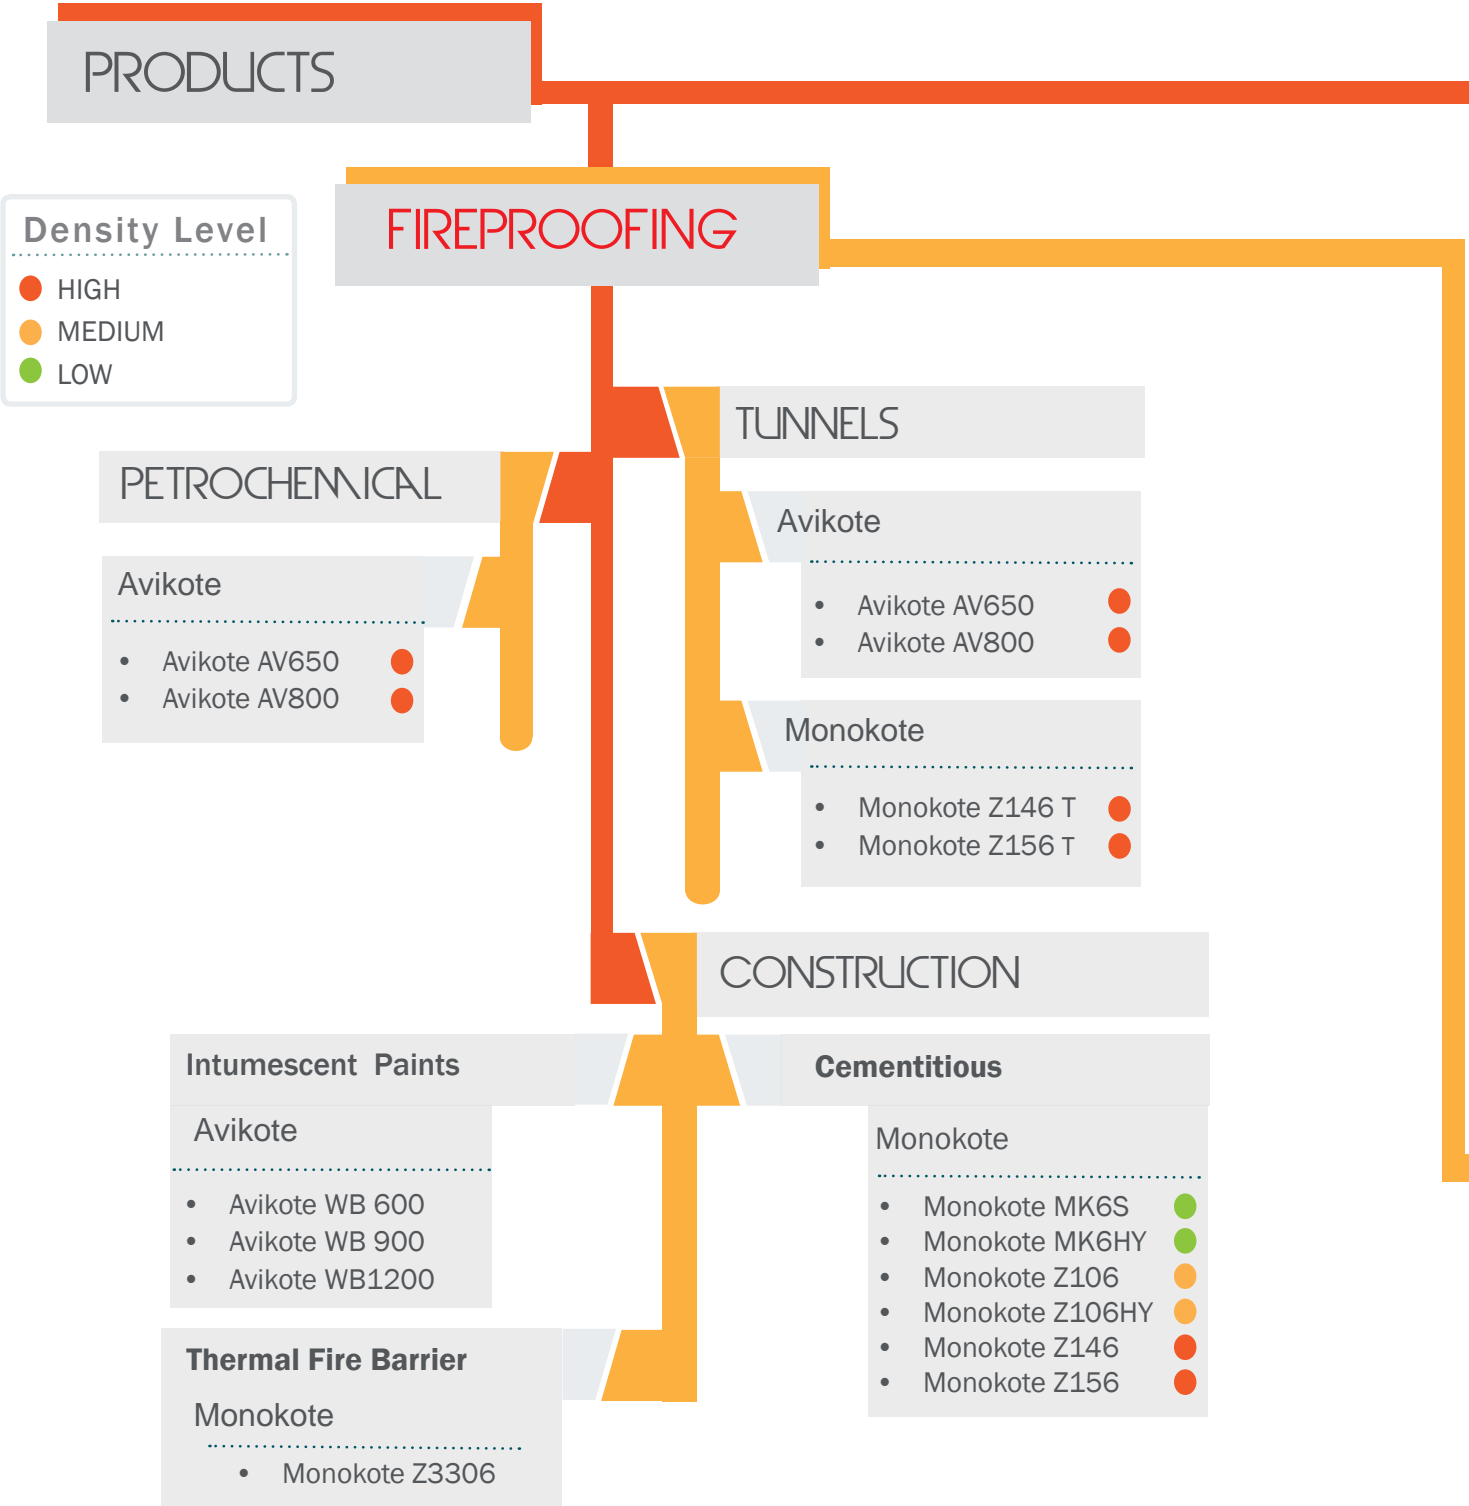 PRODUCTS
FIREPROOFING
Density Level
HIGH
MEDIUM
LOW
TUNNELS
Avikote
• Avikote AV650
• Avikote AV800
Monokote
• Monokote Z146 T
• Monokote Z156 T
PETROCHEMICAL
Avikote
• Avikote AV650
• Avikote AV800
CONSTRUCTION
Intumescent Paints
Avikote
• Avikote WB 600
• Avikote WB 900
• Avikote WB1200
Cementitious
Monokote
• Monokote MK6S
• Monokote MK6HY
• Monokote Z106
• Monokote Z106HY
• Monokote Z146
• Monokote Z156
Thermal Fire Barrier
Monokote
• Monokote Z3306